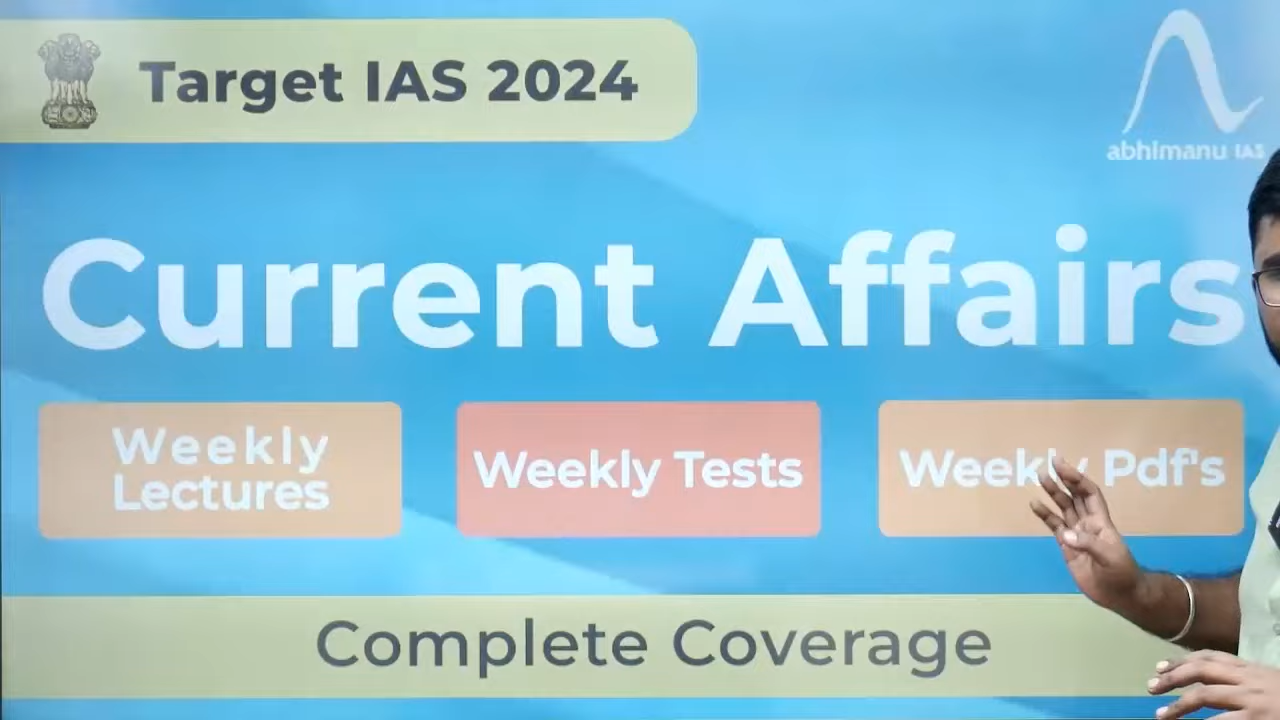 Target IAS 2024
abhimanu IAS
Current Affairs
Weekly
Lectures
Weekly Tests
Weekly Pdf's
Complete Coverage